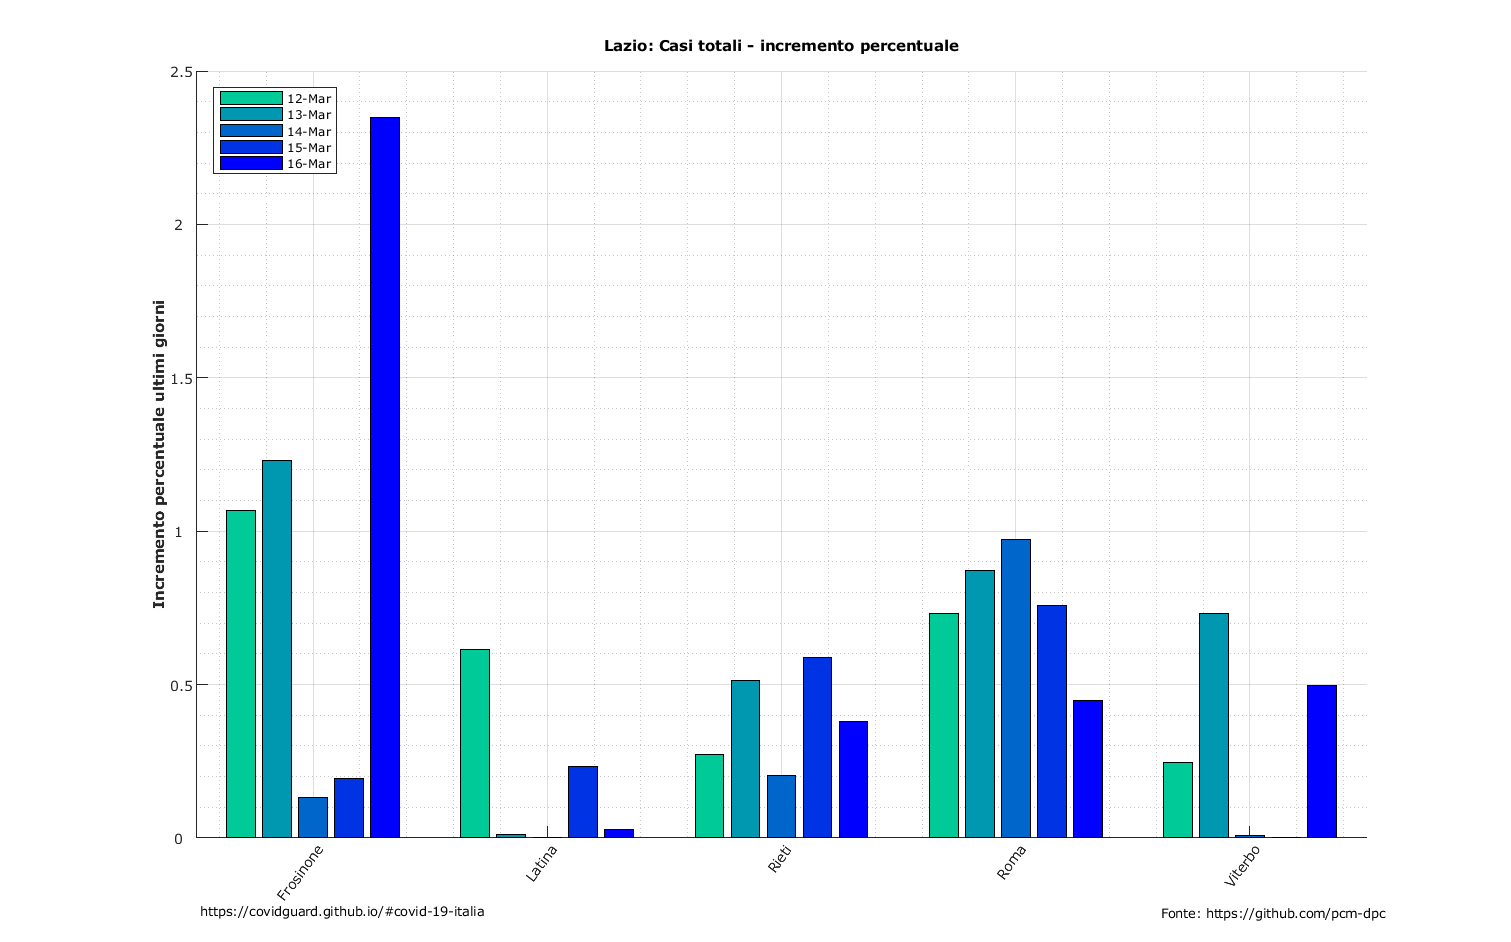 Lazio: Casi totali - incremento percentuale
2.5
2
1.5
1
0.5
0
Incremento percentuale ultimi giorni
12-Mar
13-Mar
14-Mar
15-Mar
16-Mar
Frosinone
Latina
Rieti
Roma
Viterbo
https://covidguard.github.io/#covid-19-italia
Fonte: https://github.com/pcm-dpc